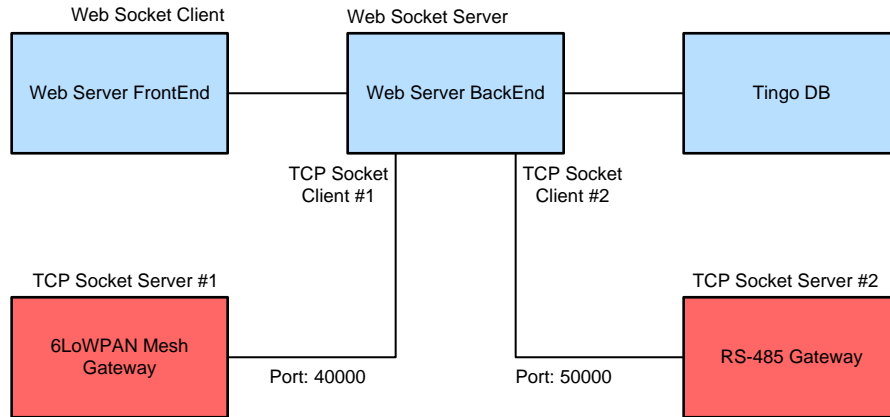 Web Socket Client
Web Socket Server
Web Server FrontEnd
Web Server BackEnd
Tingo DB
TCP Socket
Client #1
TCP Socket
Client #2
TCP Socket Server #1
TCP Socket Server #2
6LoWPAN Mesh
Gateway
RS-485 Gateway
Port: 40000
Port: 50000